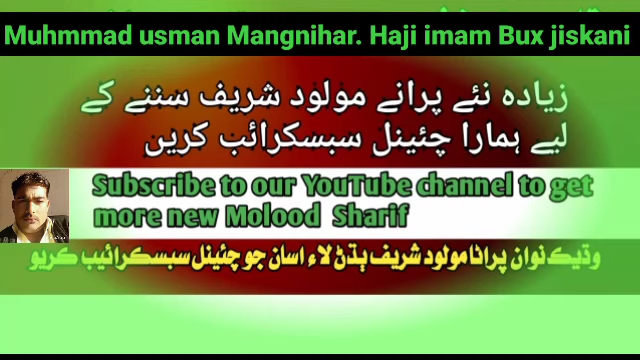 Muhmmad usman Mangnihar. Haji imam Bux jiskani
زیادہ نئے پرانے مولود شریف سننے کے
لیے ہمارا چئینل سبسکرائب کریں
Subscribe to our YouTube channel to get
more new Molood Sharif
وڌيڪ نوان پراڻا مولود شريف ٻڌڻ لاءِ اسان جو چئينل سبسڪرائيب ڪريو